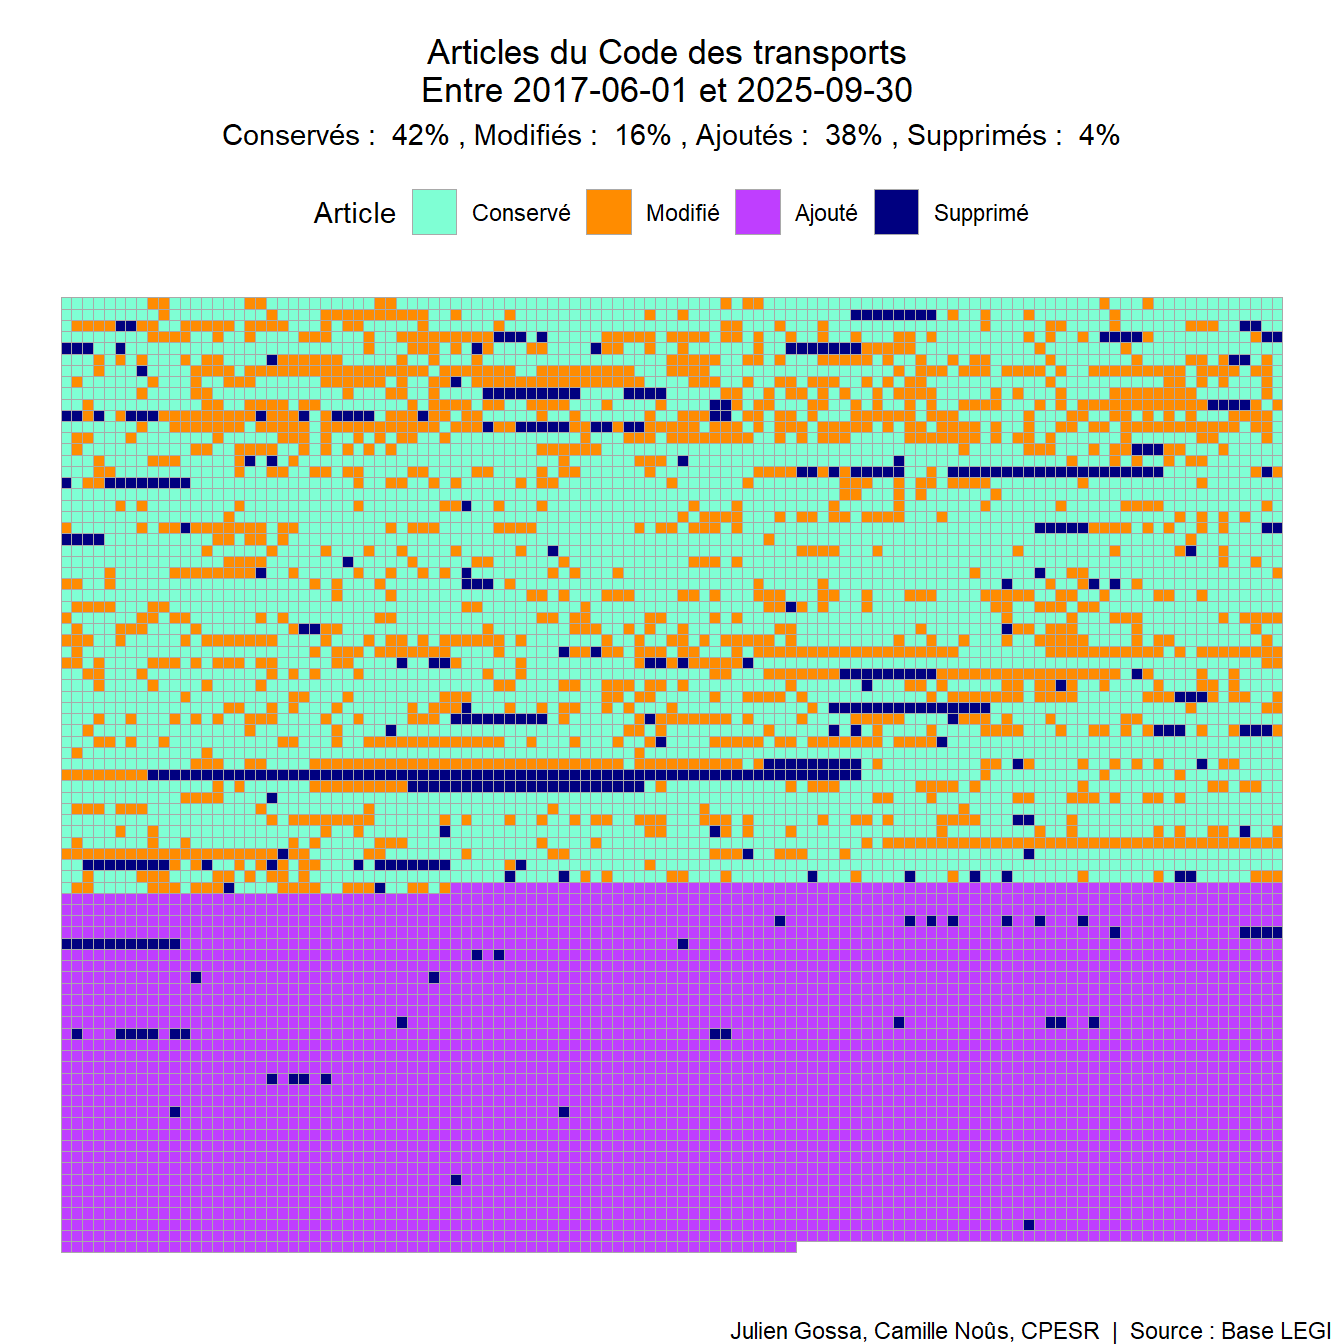 Articles du Code des transports
Entre 2017-06-01 et 2025-09-30
Conservés :  42% , Modifiés :  16% , Ajoutés :  38% , Supprimés :  4%
Article Conservé Modifié Ajouté Supprimé
Julien Gossa, Camille Noûs, CPESR | Source : Base LEGI